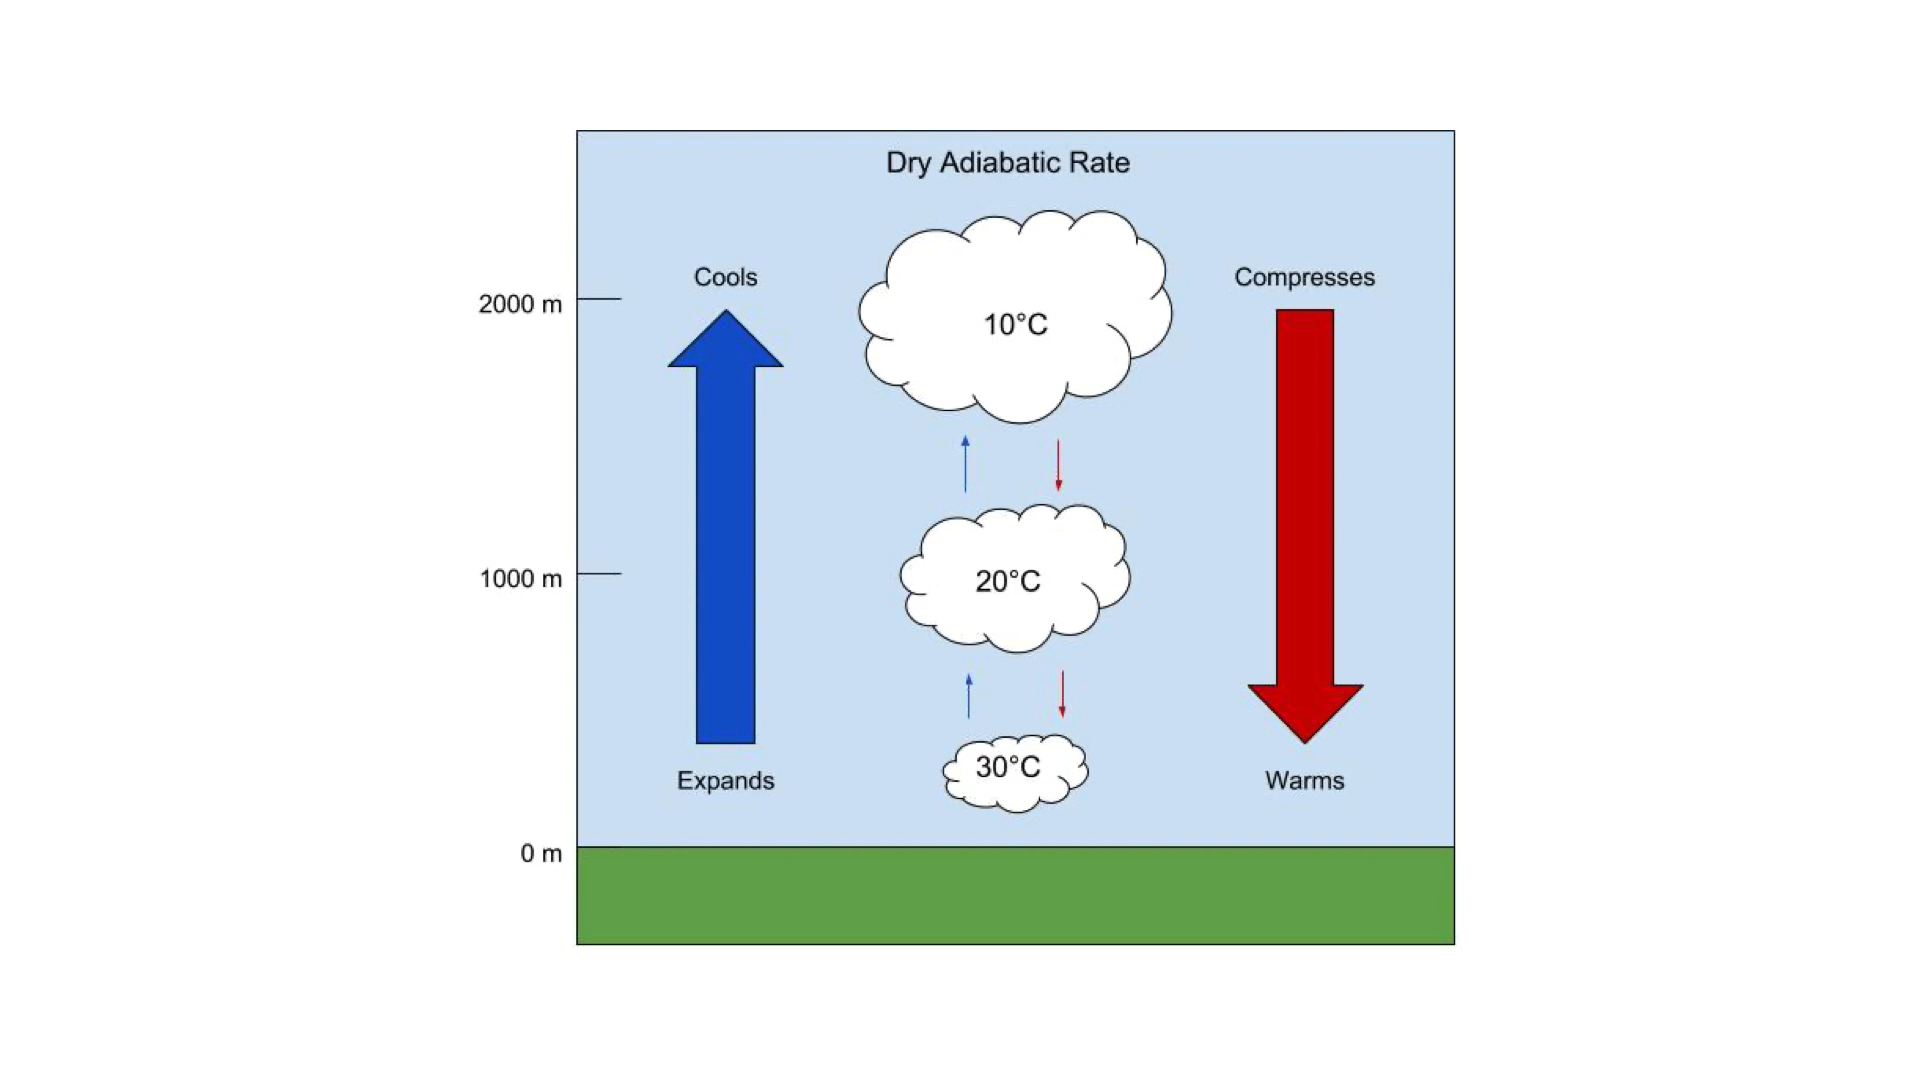 Dry Adiabatic Rate
Cools
Compresses
2000 m
10°C
1000 m
20°C
30°C
Expands
Warms
0 m